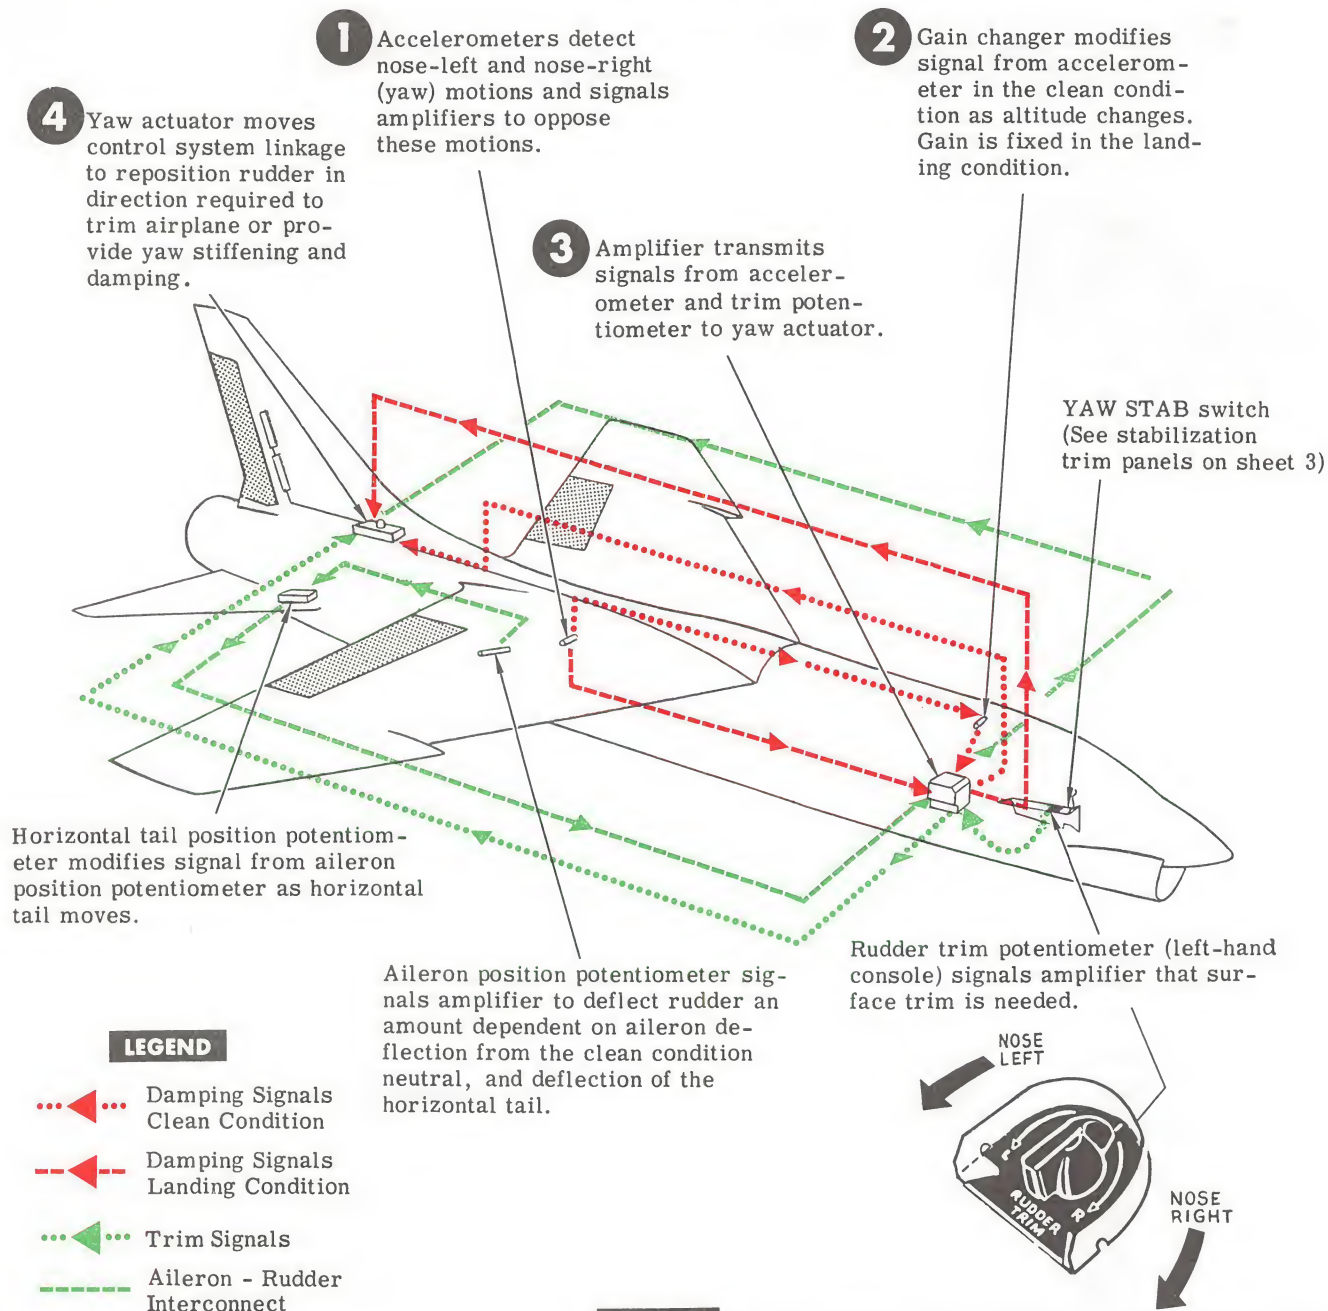 1
Accelerometers detect
nose-left and nose-right
(yaw) motions and signals
amplifiers to oppose
these motions.
2
Gain changer modifies
signal from accelerom-
eter in the clean condi-
tion as altitude changes.
Gain is fixed in the land-
ing condition.
4
Yaw actuator moves
control system linkage
to reposition rudder in
direction required to
trim airplane or pro-
vide yaw stiffening and
damping.
3
Amplifier transmits
signals from acceler-
ometer and trim poten-
tiometer to yaw actuator.
YAW STAB switch
(See stabilization
trim panels on sheet 3)
Horizontal tail position potentiom-
eter modifies signal from aileron
position potentiometer as horizontal
tail moves.
Aileron position potentiometer sig-
nals amplifier to deflect rudder an
amount dependent on aileron de-
flection from the clean condition
neutral, and deflection of the
horizontal tail.
Rudder trim potentiometer (left-hand
console) signals amplifier that sur-
face trim is needed.
NOSE
LEFT
L
RUDDER
TRIM
R
NOSE
RIGHT
LEGEND
Damping Signals
Clean Condition
Damping Signals
Landing Condition
Trim Signals
Aileron - Rudder
Interconnect